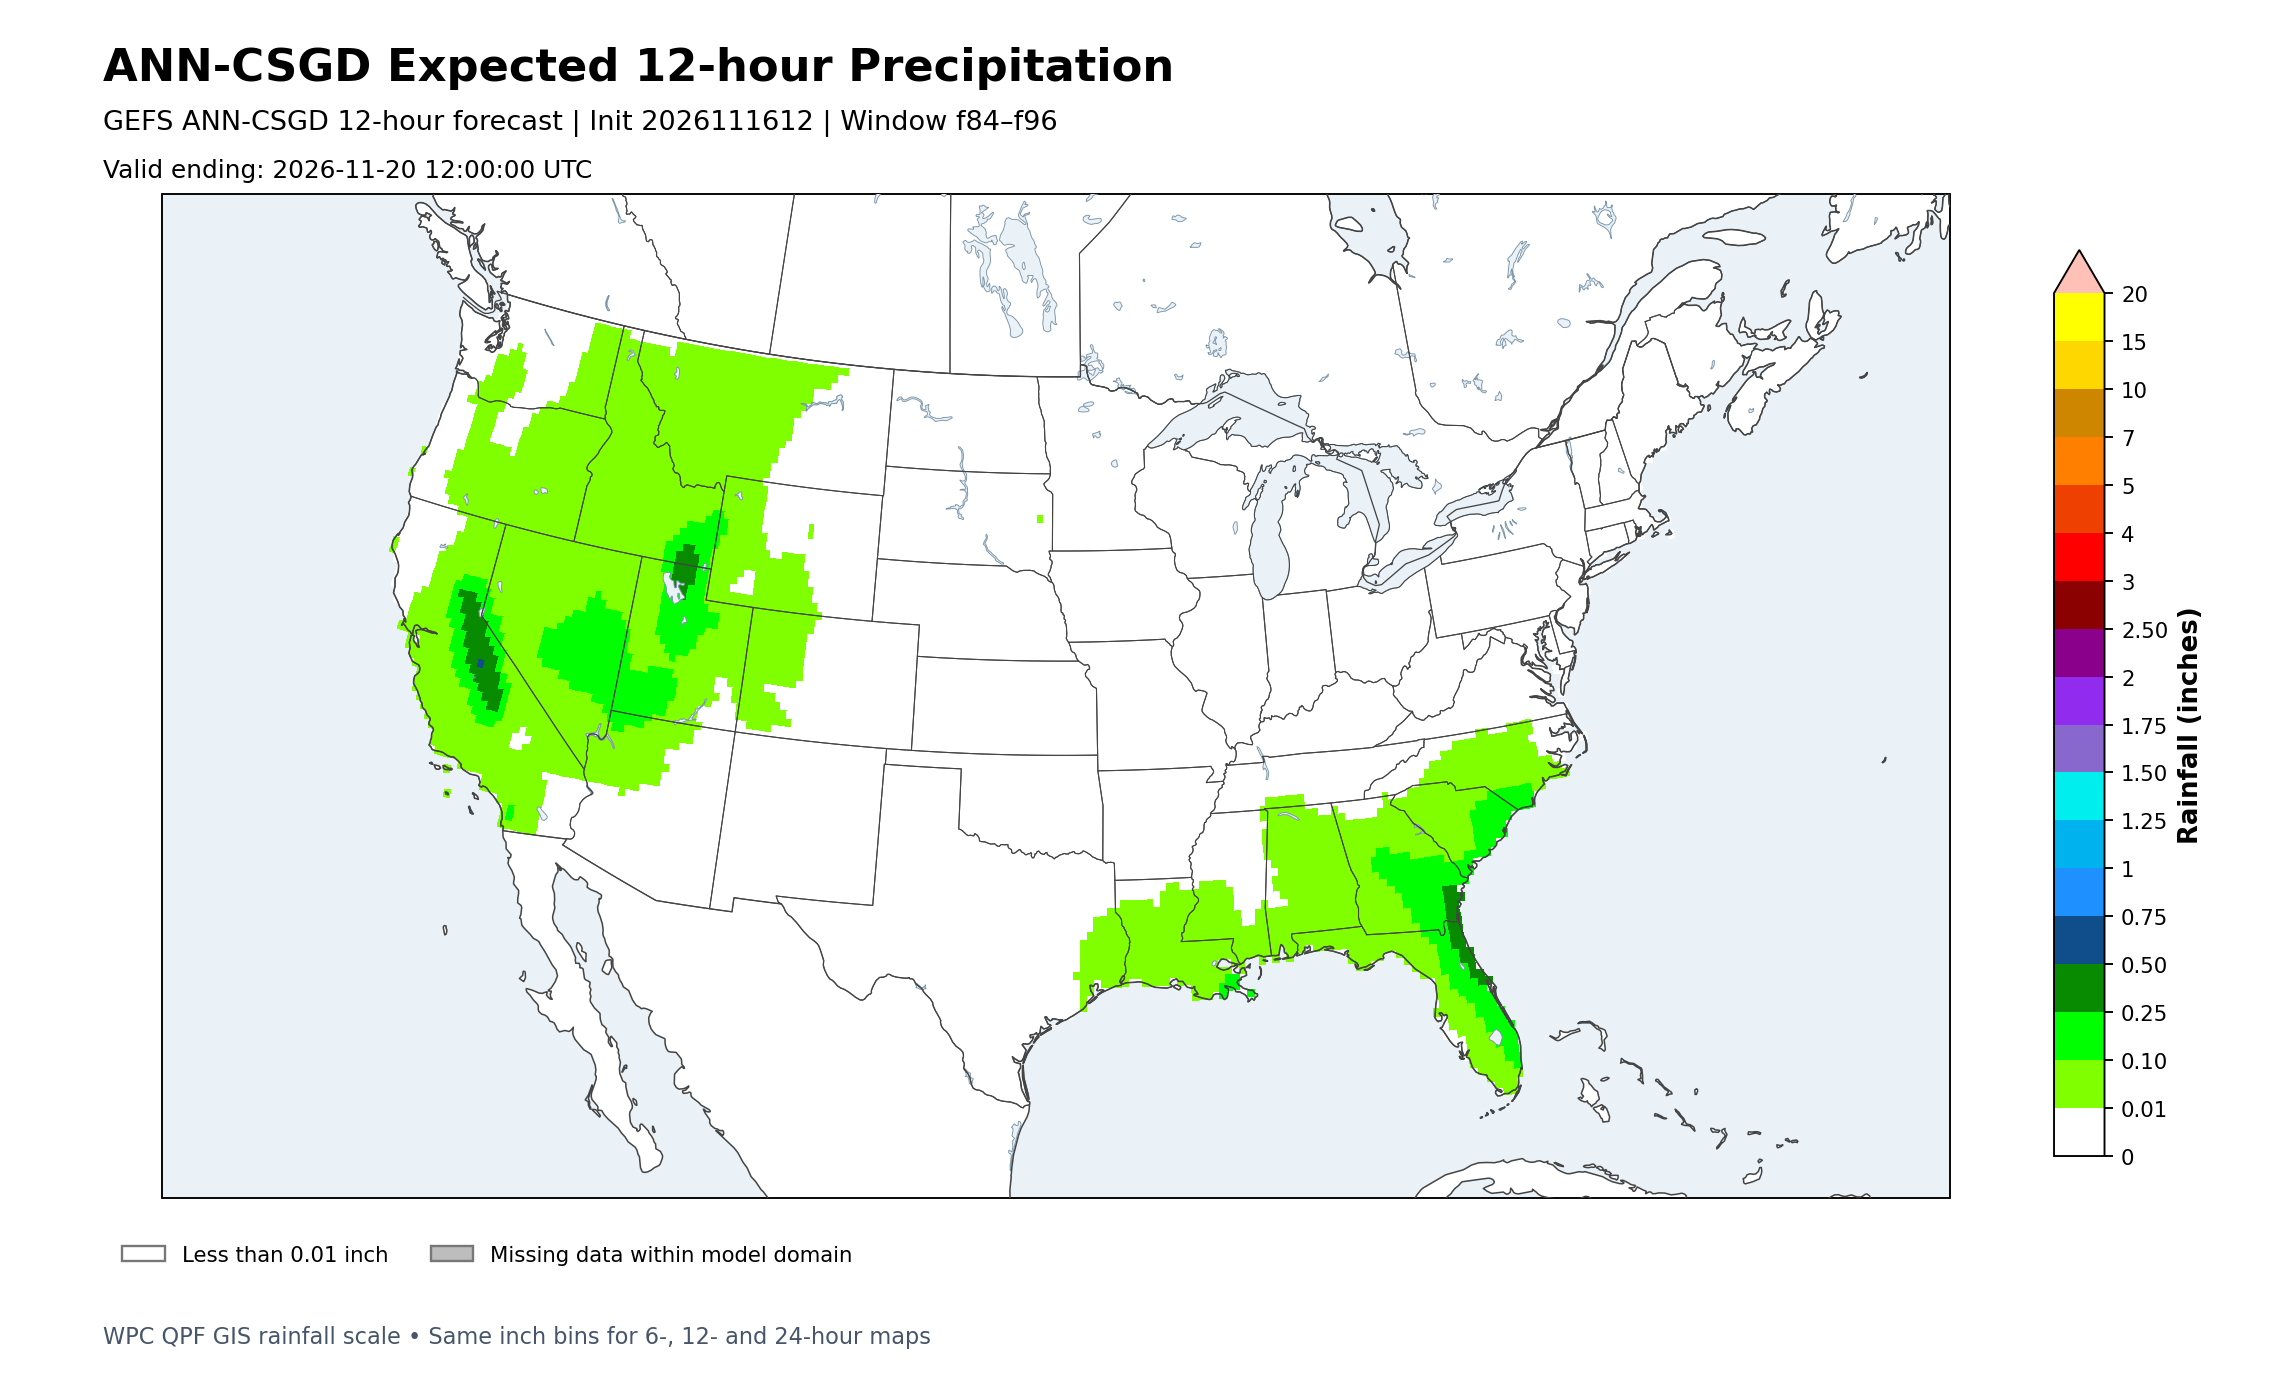 ANN-CSGD Expected 12-hour Precipitation
GEFS ANN-CSGD 12-hour forecast | Init 2026111612 | Window f84–f96
Valid ending: 2026-11-20 12:00:00 UTC
20
15
10
7
5
4
3
2.50
2
1.75
1.50
1.25
1
0.75
0.50
0.25
0.10
0.01
0
Rainfall (inches)
Less than 0.01 inch
Missing data within model domain
WPC QPF GIS rainfall scale • Same inch bins for 6-, 12- and 24-hour maps